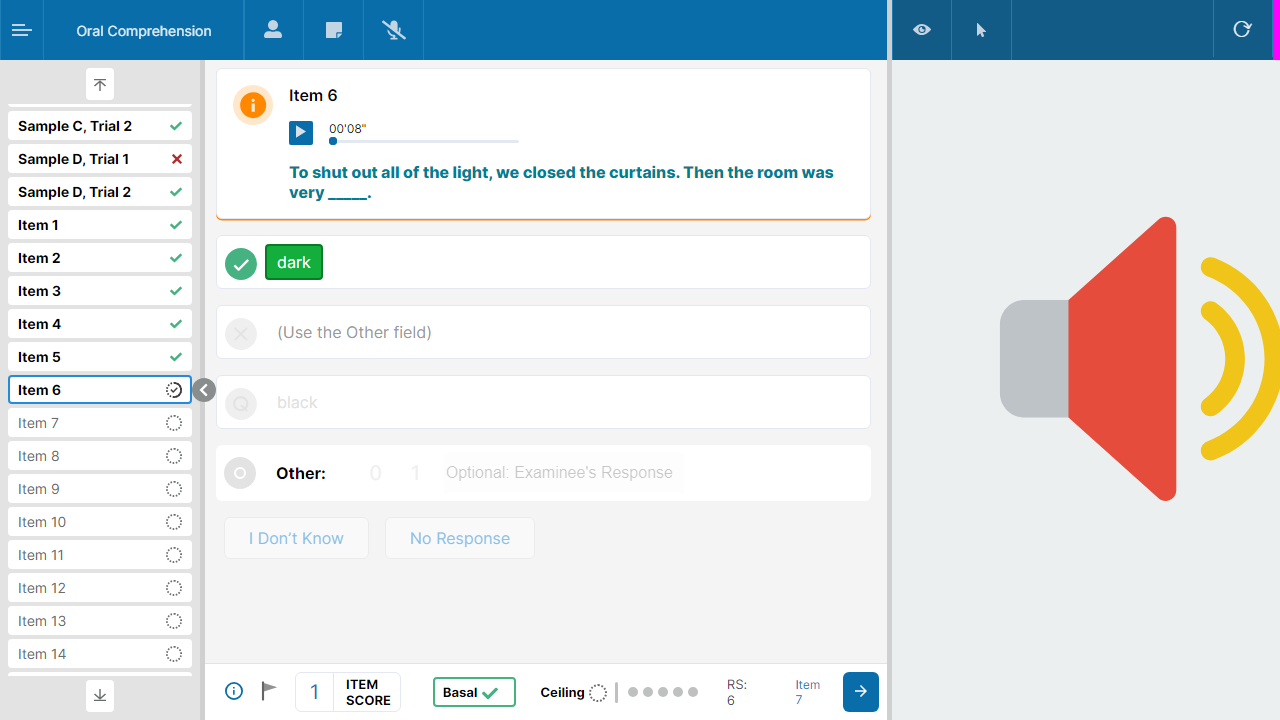 Oral Comprehension
Sample C, Trial 2
Sample D, Trial 1
Sample D, Trial 2
Item 1
Item 2
Item 3
Item 4
Item 5
Item 6
Item 7
Item 8
Item 9
Item 10
Item 11
Item 12
Item 13
Item 14
Item 6
00'08"
To shut out all of the light, we closed the curtains. Then the room was
very _____.
dark
(Use the Other field)
Q black
Other: 0 1 Optional: Examinee's Response
I Don't Know No Response
1 ITEM
SCORE
Basal Ceiling
RS:
6
Item
7